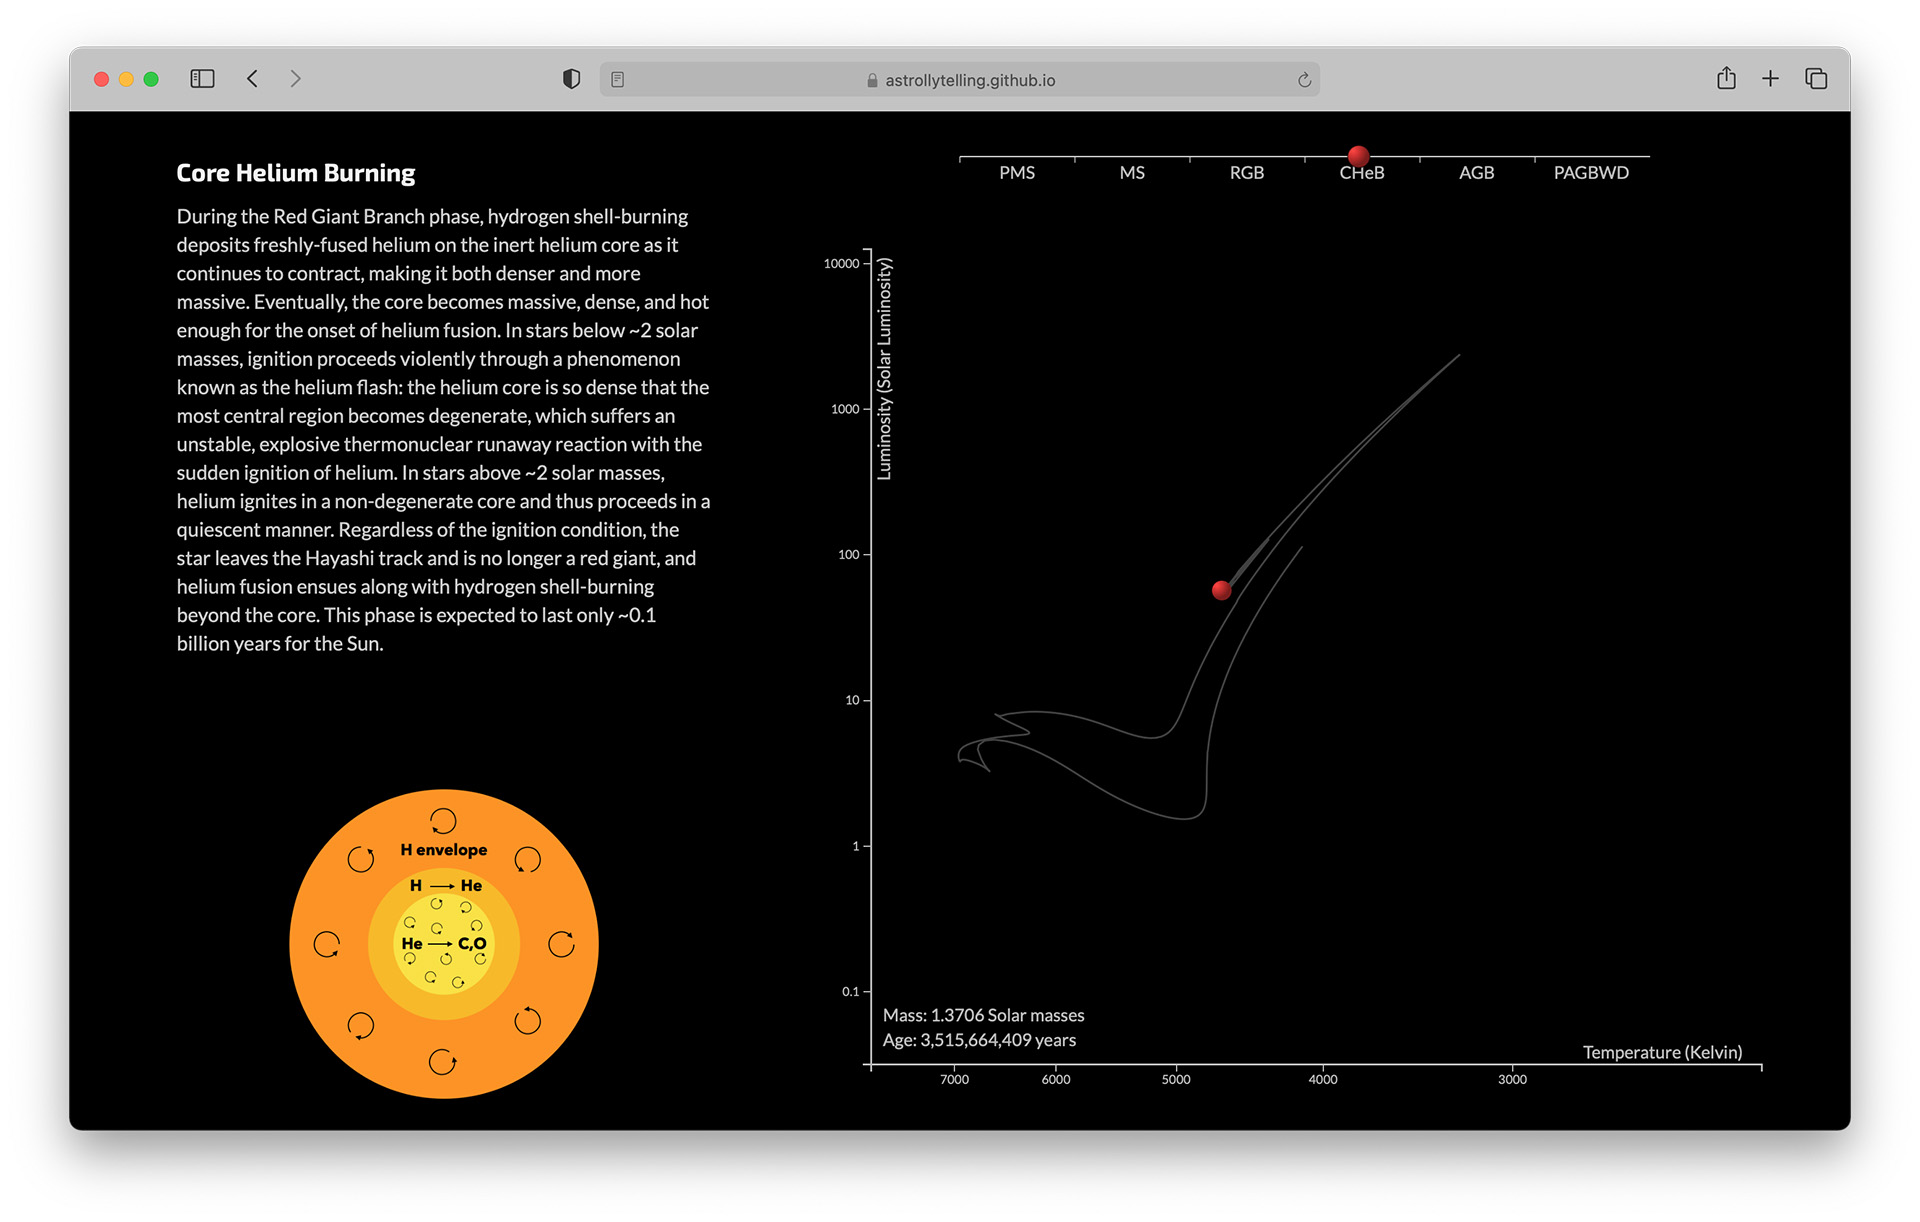 astrollytelling.github.io
Core Helium Burning
During the Red Giant Branch phase, hydrogen shell-burning
deposits freshly-fused helium on the inert helium core as it
continues to contract, making it both denser and more
massive. Eventually, the core becomes massive, dense, and hot
enough for the onset of helium fusion. In stars below ~2 solar
masses, ignition proceeds violently through a phenomenon
known as the helium flash: the helium core is so dense that the
most central region becomes degenerate, which suffers an
unstable, explosive thermonuclear runaway reaction with the
sudden ignition of helium. In stars above ~2 solar masses,
helium ignites in a non-degenerate core and thus proceeds in a
quiescent manner. Regardless of the ignition condition, the
star leaves the Hayashi track and is no longer a red giant, and
helium fusion ensues along with hydrogen shell-burning
beyond the core. This phase is expected to last only ~0.1
billion years for the Sun.
H envelope
H → He
He → C,O
PMS MS RGB CHeB AGB PAGBWD
Luminosity (Solar Luminosity)
10000
1000
100
10
1
0.1
Mass: 1.3706 Solar masses
Age: 3,515,664,409 years
Temperature (Kelvin)
7000 6000 5000 4000 3000